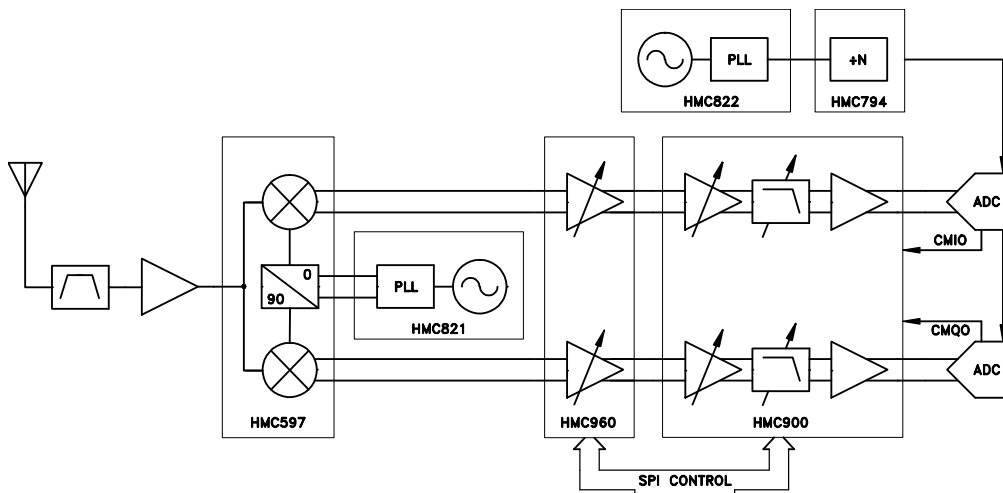 PLL
÷N
HMC822
HMC794
ADC
CMIO
0
90
PLL
HMC821
CMQO
ADC
HMC597
HMC960
HMC900
SPI CONTROL